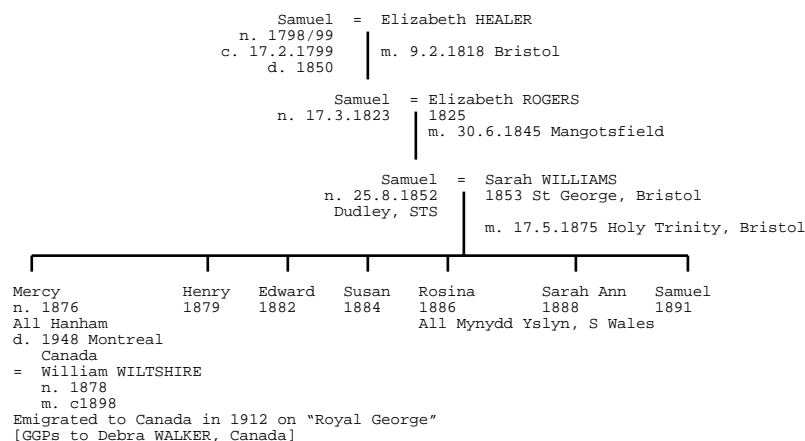 Samuel = Elizabeth HEALER
n. 1798/99
c. 17.2.1799 m. 9.2.1818 Bristol
d. 1850
Samuel = Elizabeth ROGERS
n. 17.3.1823 1825
m. 30.6.1845 Mangotsfield
Samuel = Sarah WILLIAMS
n. 25.8.1852 1853 St George, Bristol
Dudley, STS
m. 17.5.1875 Holy Trinity, Bristol
Mercy Henry Edward Susan Rosina Sarah Ann Samuel
n. 1876 1879 1882 1884 1886 1888 1891
All Hanham All Mynydd Yslyn, S Wales
d. 1948 Montreal
Canada
= William WILTSHIRE
n. 1878
m. c1898
Emigrated to Canada in 1912 on “Royal George”
[GGPs to Debra WALKER, Canada]